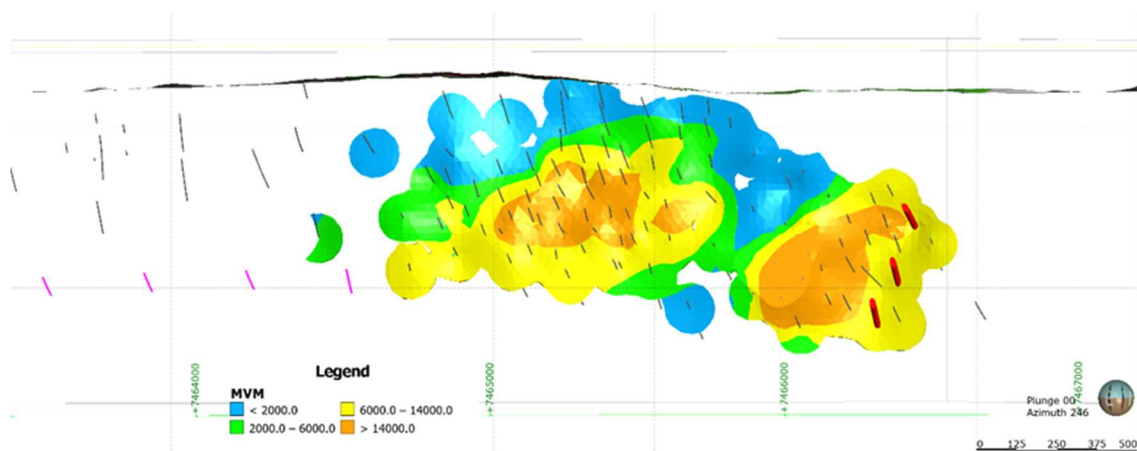 +7464000
+7465000
+7466000
+7467000
Legend
MVM
< 2000.0
6000.0 – 14000.0
2000.0 – 6000.0
> 14000.0
Plunge 00
Azimuth 246
0 125 250 375 500